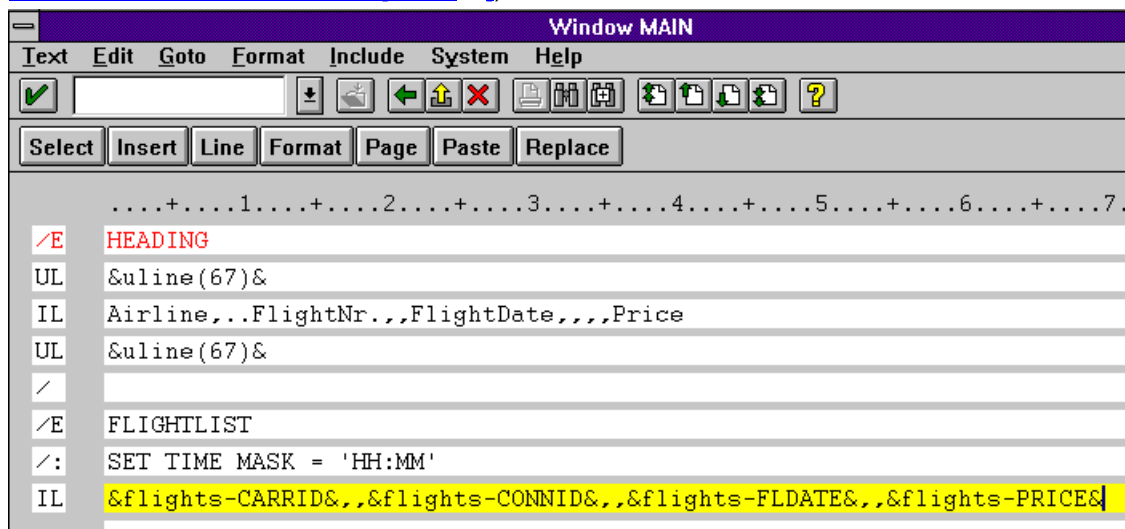 Window MAIN
Text Edit Goto Format Include System Help
Select Insert Line Format Page Paste Replace
....+....1....+....2....+....3....+....4....+....5....+....6....+....7.
/E HEADING
UL &uline(67)&
IL Airline,..FlightNr.,,FlightDate,,,,Price
UL &uline(67)&
/
/E FLIGHTLIST
/: SET TIME MASK = 'HH:MM'
IL &flights-CARRID&,,&flights-CONNID&,,&flights-FLDATE&,,&flights-PRICE&